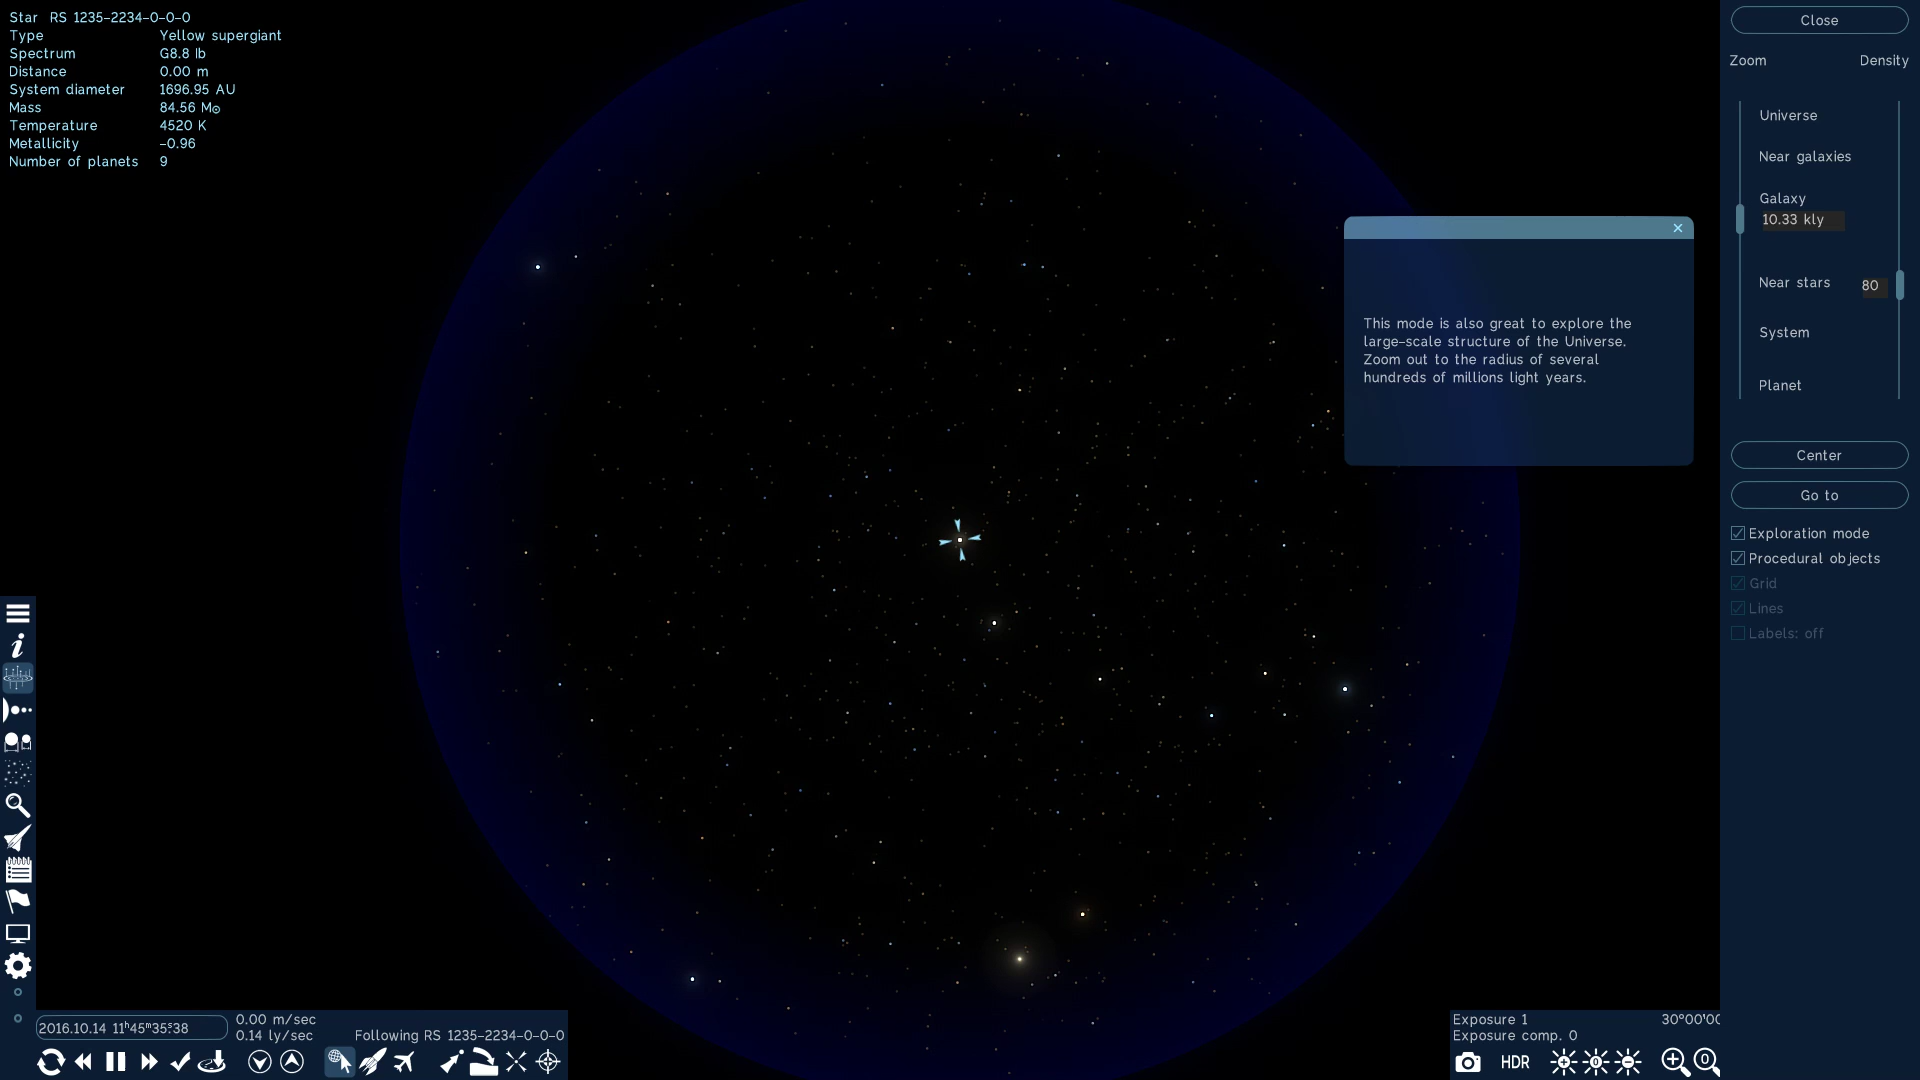 Star RS 1235-2234-0-0-0
Type Yellow supergiant
Spectrum G8.8 Ib
Distance 0.00 m
System diameter 1696.95 AU
Mass 84.56 M☉
Temperature 4520 K
Metallicity -0.96
Number of planets 9
Close
Zoom Density
Universe
Near galaxies
Galaxy
10.33 kly
Near stars 80
System
Planet
Center
Go to
Exploration mode
Procedural objects
Grid
Lines
Labels: off
This mode is also great to explore the
large-scale structure of the Universe.
Zoom out to the radius of several
hundreds of millions light years.
2016.10.14 11h45m35s.38
0.00 m/sec
0.14 ly/sec
Following RS 1235-2234-0-0-0
Exposure 1 30°00'00
Exposure comp. 0
HDR
0